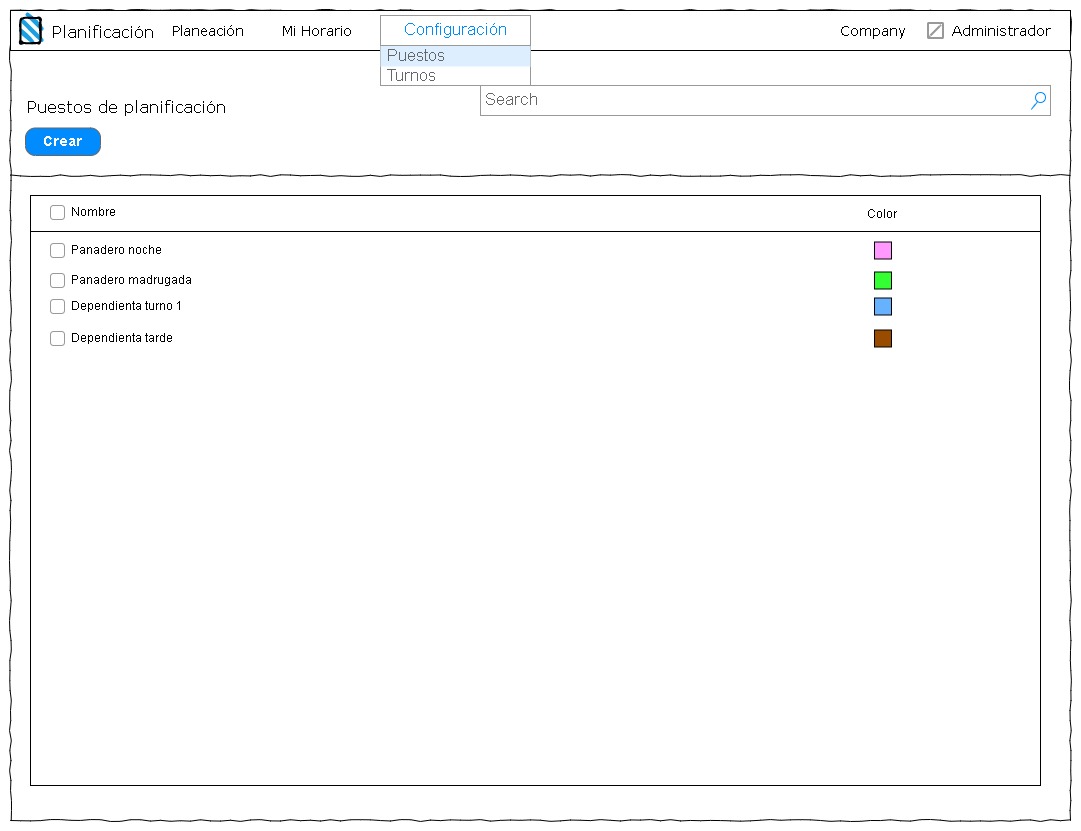 Planificación
Planeación
Mi Horario
Configuración
Company
Administrador
Puestos
Turnos
Search
Puestos de planificación
Crear
Nombre
Color
Panadero noche
Panadero madrugada
Dependienta turno 1
Dependienta tarde